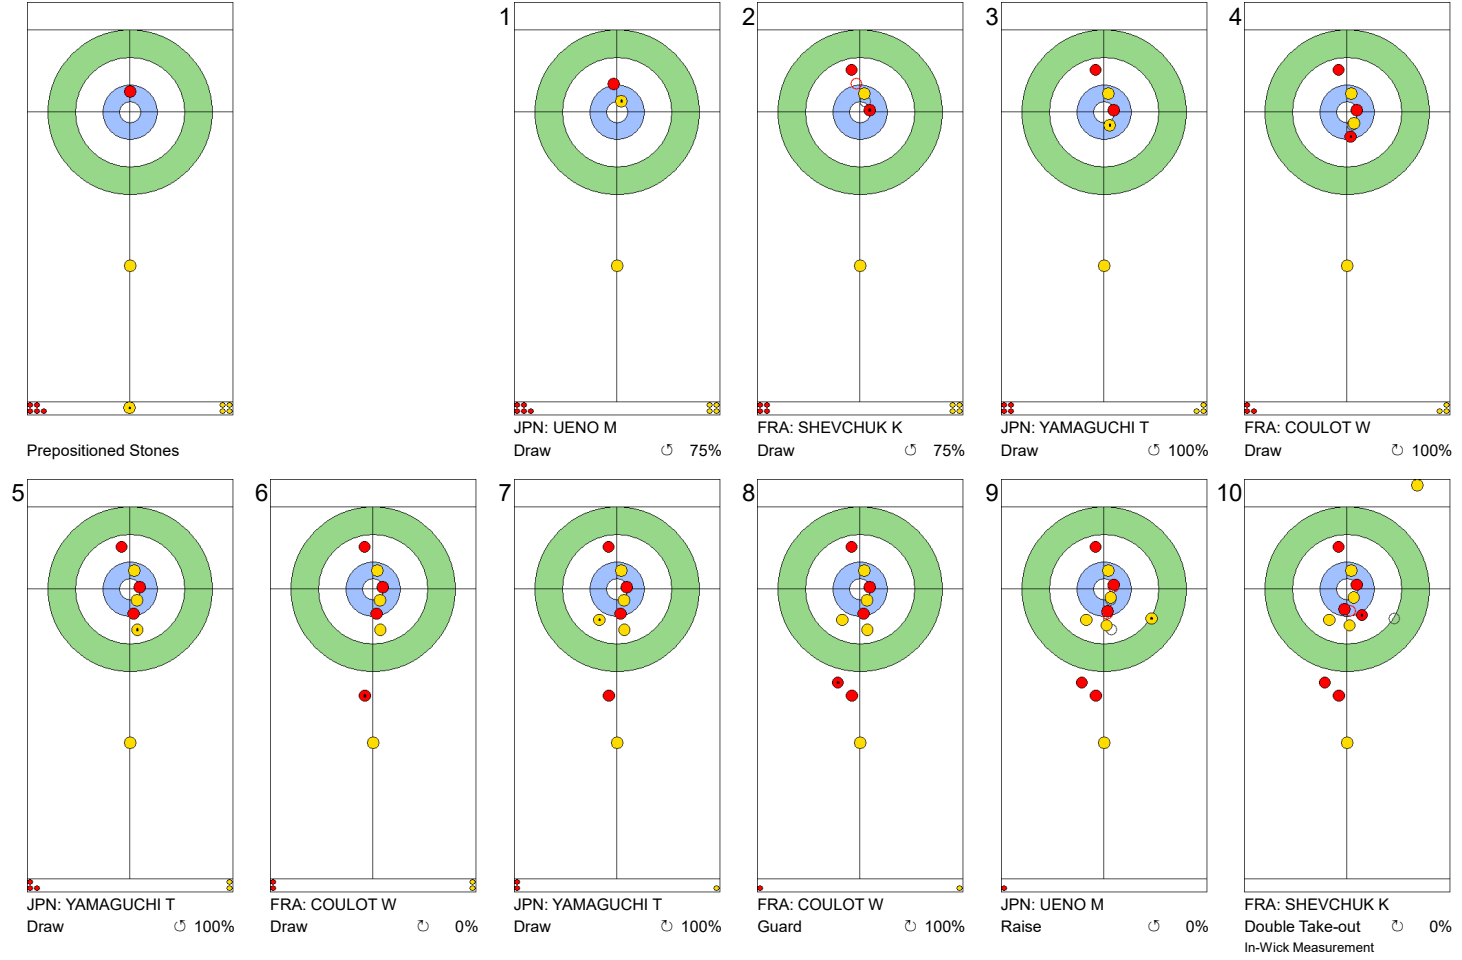 1
2
3
4
Prepositioned Stones
JPN: UENO M
Draw 75%
FRA: SHEVCHUK K
Draw 75%
JPN: YAMAGUCHI T
Draw 100%
FRA: COULOT W
Draw 100%
5
6
7
8
9
10
JPN: YAMAGUCHI T
Draw 100%
FRA: COULOT W
Draw 0%
JPN: YAMAGUCHI T
Draw 100%
FRA: COULOT W
Guard 100%
JPN: UENO M
Raise 0%
FRA: SHEVCHUK K
Double Take-out 0%
In-Wick Measurement